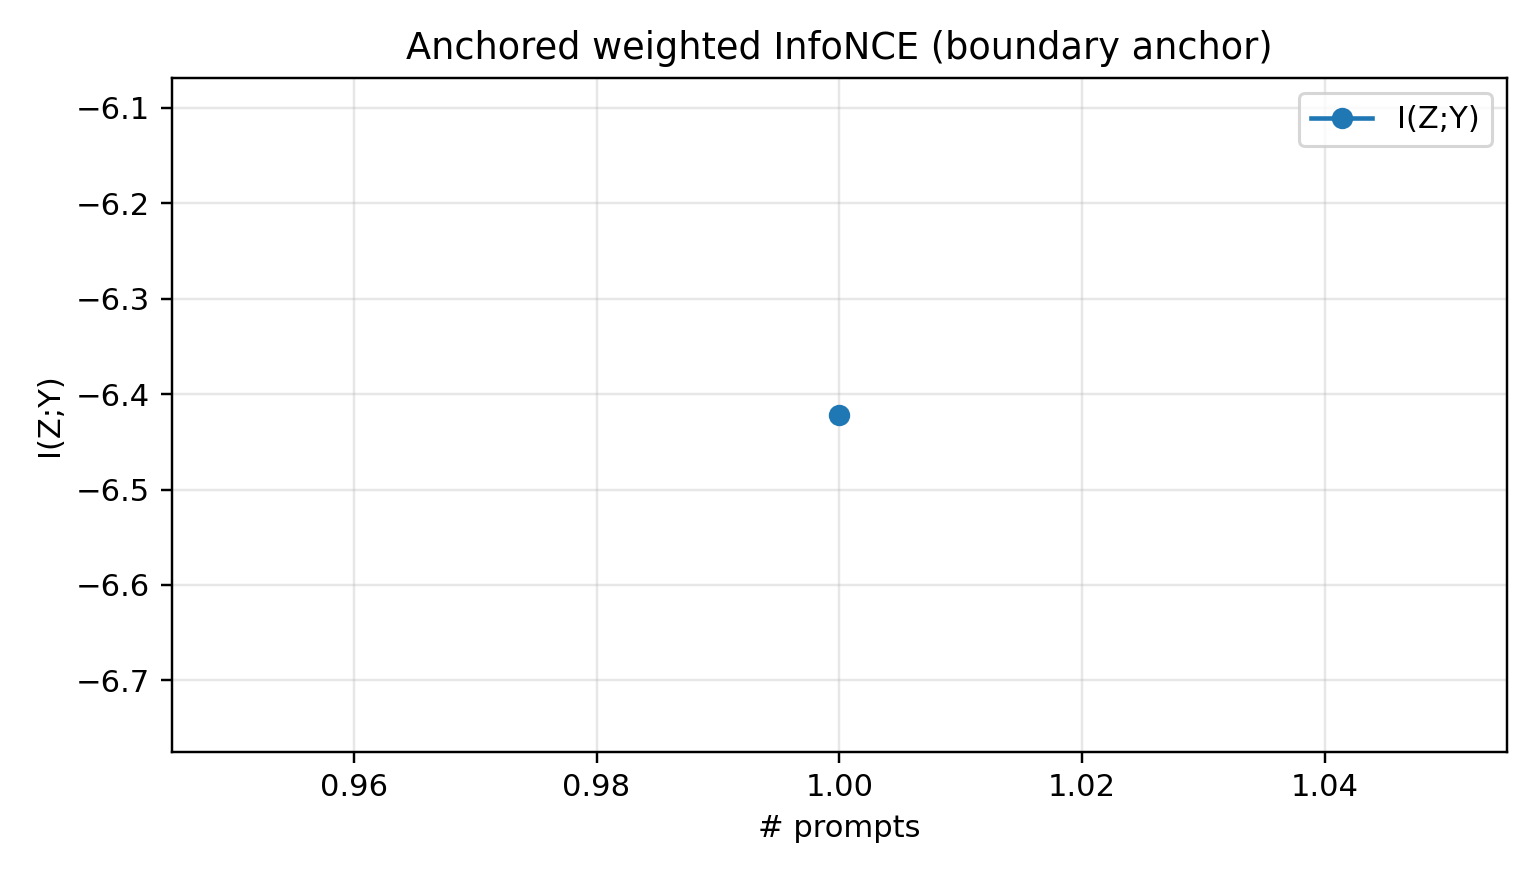 Anchored weighted InfoNCE (boundary anchor)
I(Z;Y)
−6.1
−6.2
−6.3
−6.4
−6.5
−6.6
−6.7
I(Z;Y)
0.96 0.98 1.00 1.02 1.04
# prompts